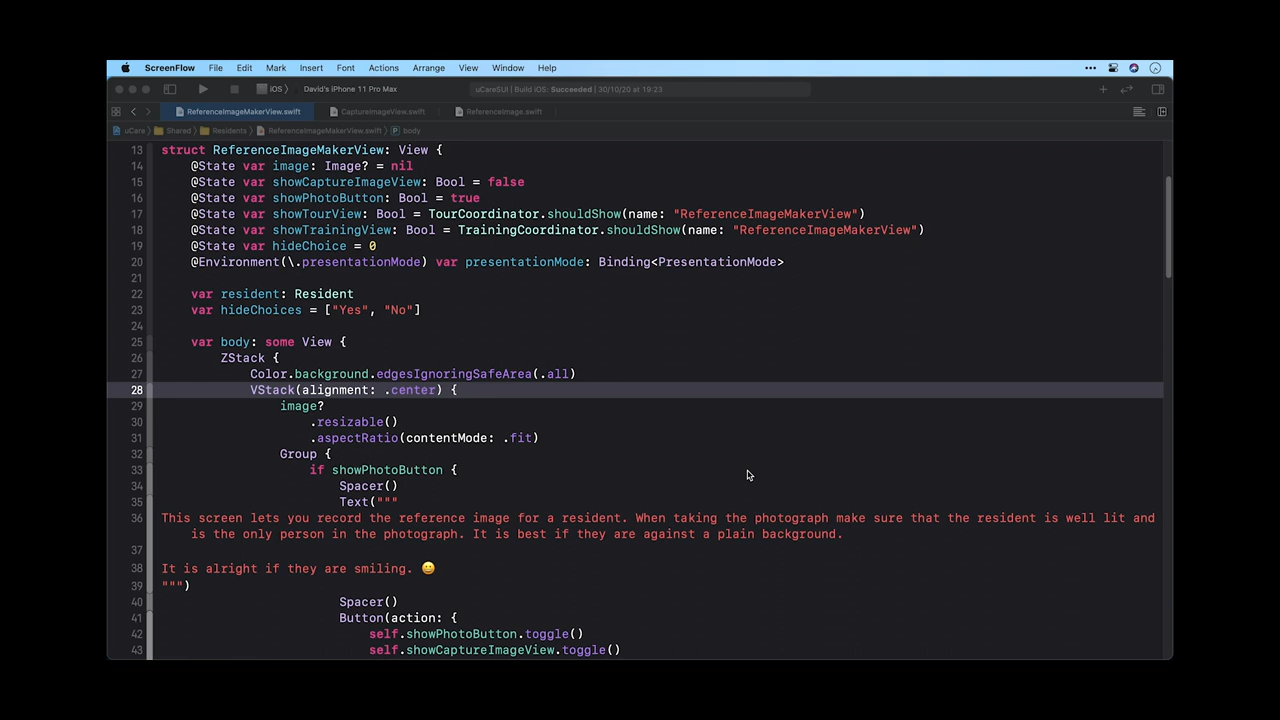 ScreenFlow File Edit Mark Insert Font Actions Arrange View Window Help
iOS David's iPhone 11 Pro Max uCareSUI | Build iOS: Succeeded | 30/10/20 at 19:23
ReferenceImageMakerView.swift CaptureImageView.swift ReferenceImage.swift
uCare Shared Residents ReferenceImageMakerView.swift body
13 struct ReferenceImageMakerView: View {
14 @State var image: Image? = nil
15 @State var showCaptureImageView: Bool = false
16 @State var showPhotoButton: Bool = true
17 @State var showTourView: Bool = TourCoordinator.shouldShow(name: "ReferenceImageMakerView")
18 @State var showTrainingView: Bool = TrainingCoordinator.shouldShow(name: "ReferenceImageMakerView")
19 @State var hideChoice = 0
20 @Environment(\.presentationMode) var presentationMode: Binding<PresentationMode>
21
22 var resident: Resident
23 var hideChoices = ["Yes", "No"]
24
25 var body: some View {
26 ZStack {
27 Color.background.edgesIgnoringSafeArea(.all)
28 VStack(alignment: .center) {
29 image?
30 .resizable()
31 .aspectRatio(contentMode: .fit)
32 Group {
33 if showPhotoButton {
34 Spacer()
35 Text("""
36 This screen lets you record the reference image for a resident. When taking the photograph make sure that the resident is well lit and
is the only person in the photograph. It is best if they are against a plain background.
37
38 It is alright if they are smiling. 😀
39 """)
40 Spacer()
41 Button(action: {
42 self.showPhotoButton.toggle()
43 self.showCaptureImageView.toggle()